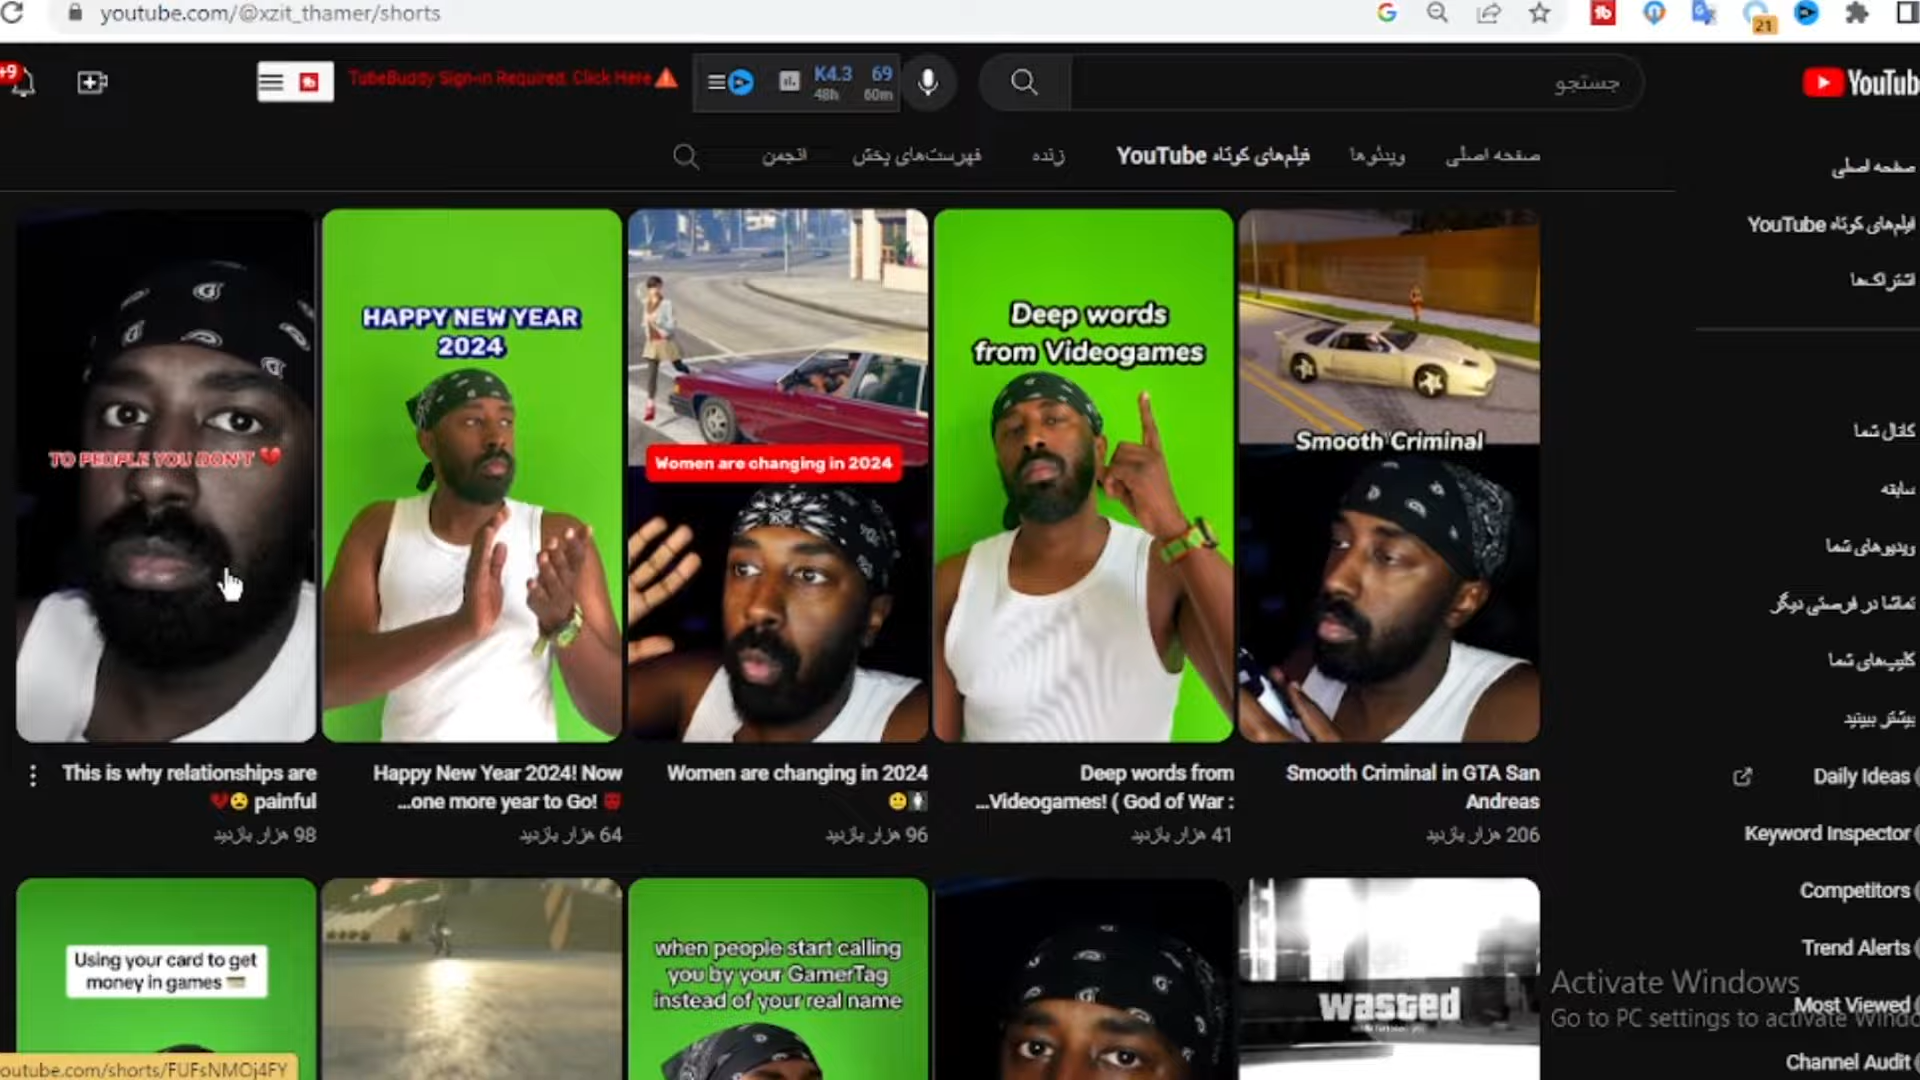 youtube.com/@xzit_thamer/shorts
21
+9
TubeBuddy Sign-in Required. Click Here
K4.3 69
48h 60m
جستجو
YouTub
صفحه اصلی
ویدئوها
فیلم‌های کوتاه YouTube
زنده
فهرست‌های پخش
انجمن
TO PEOPLE YOU DON'T 💔
HAPPY NEW YEAR
2024
Women are changing in 2024
Deep words
from Videogames
Smooth Criminal
This is why relationships are
painful 😧💔
98 هزار بازدید
Happy New Year 2024! Now
one more year to Go!...
64 هزار بازدید
Women are changing in 2024
96 هزار بازدید
Deep words from
Videogames! ( God of War :...
41 هزار بازدید
Smooth Criminal in GTA San
Andreas
206 هزار بازدید
Using your card to get
money in games
when people start calling
you by your GamerTag
instead of your real name
wasted
صفحه اصلی
فیلم‌های کوتاه YouTube
اشتراک‌ها
کانال شما
سابقه
ویدیوهای شما
تماشا در فرصتی دیگر
کلیپ‌های شما
بیشتر ببینید
Daily Ideas
Keyword Inspector
Competitors
Trend Alerts
Most Viewed
Channel Audit
Activate Windows
Go to PC settings to activate Windo
outube.com/shorts/FUFsNMOj4FY